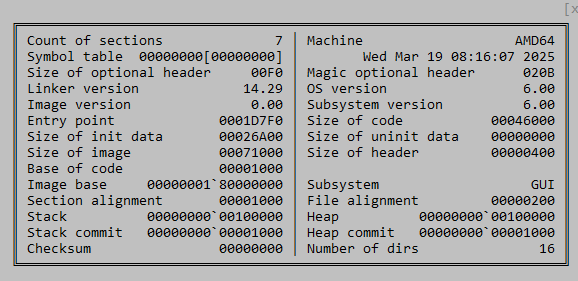 [x
Count of sections 7 Machine AMD64
Symbol table 00000000[00000000] Wed Mar 19 08:16:07 2025
Size of optional header 00F0 Magic optional header 020B
Linker version 14.29 OS version 6.00
Image version 0.00 Subsystem version 6.00
Entry point 0001D7F0 Size of code 00046000
Size of init data 00026A00 Size of uninit data 00000000
Size of image 00071000 Size of header 00000400
Base of code 00001000
Image base 00000001`80000000 Subsystem GUI
Section alignment 00001000 File alignment 00000200
Stack 00000000`00100000 Heap 00000000`00100000
Stack commit 00000000`00001000 Heap commit 00000000`00001000
Checksum 00000000 Number of dirs 16